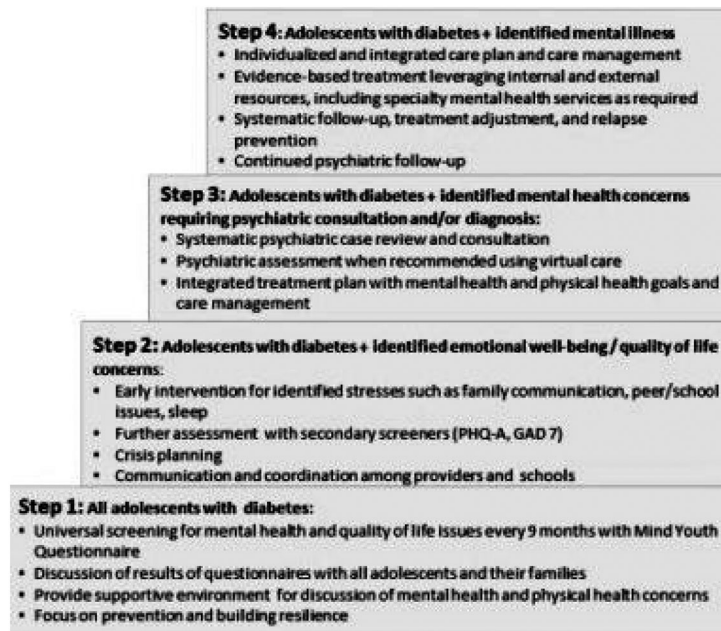 Step 4: Adolescents with diabetes + identified mental illness
• Individualized and integrated care plan and care management
• Evidence-based treatment leveraging internal and external
resources, including specialty mental health services as required
• Systematic follow-up, treatment adjustment, and relapse
prevention
• Continued psychiatric follow-up
Step 3: Adolescents with diabetes + identified mental health concerns
requiring psychiatric consultation and/or diagnosis:
• Systematic psychiatric case review and consultation
• Psychiatric assessment when recommended using virtual care
• Integrated treatment plan with mental health and physical health goals and
care management
Step 2: Adolescents with diabetes + identified emotional well-being / quality of life
concerns:
• Early intervention for identified stresses such as family communication, peer/school
issues, sleep
• Further assessment with secondary screeners (PHQ-A, GAD 7)
• Crisis planning
• Communication and coordination among providers and schools
Step 1: All adolescents with diabetes:
• Universal screening for mental health and quality of life issues every 9 months with Mind Youth
Questionnaire
• Discussion of results of questionnaires with all adolescents and their families
• Provide supportive environment for discussion of mental health and physical health concerns
• Focus on prevention and building resilience